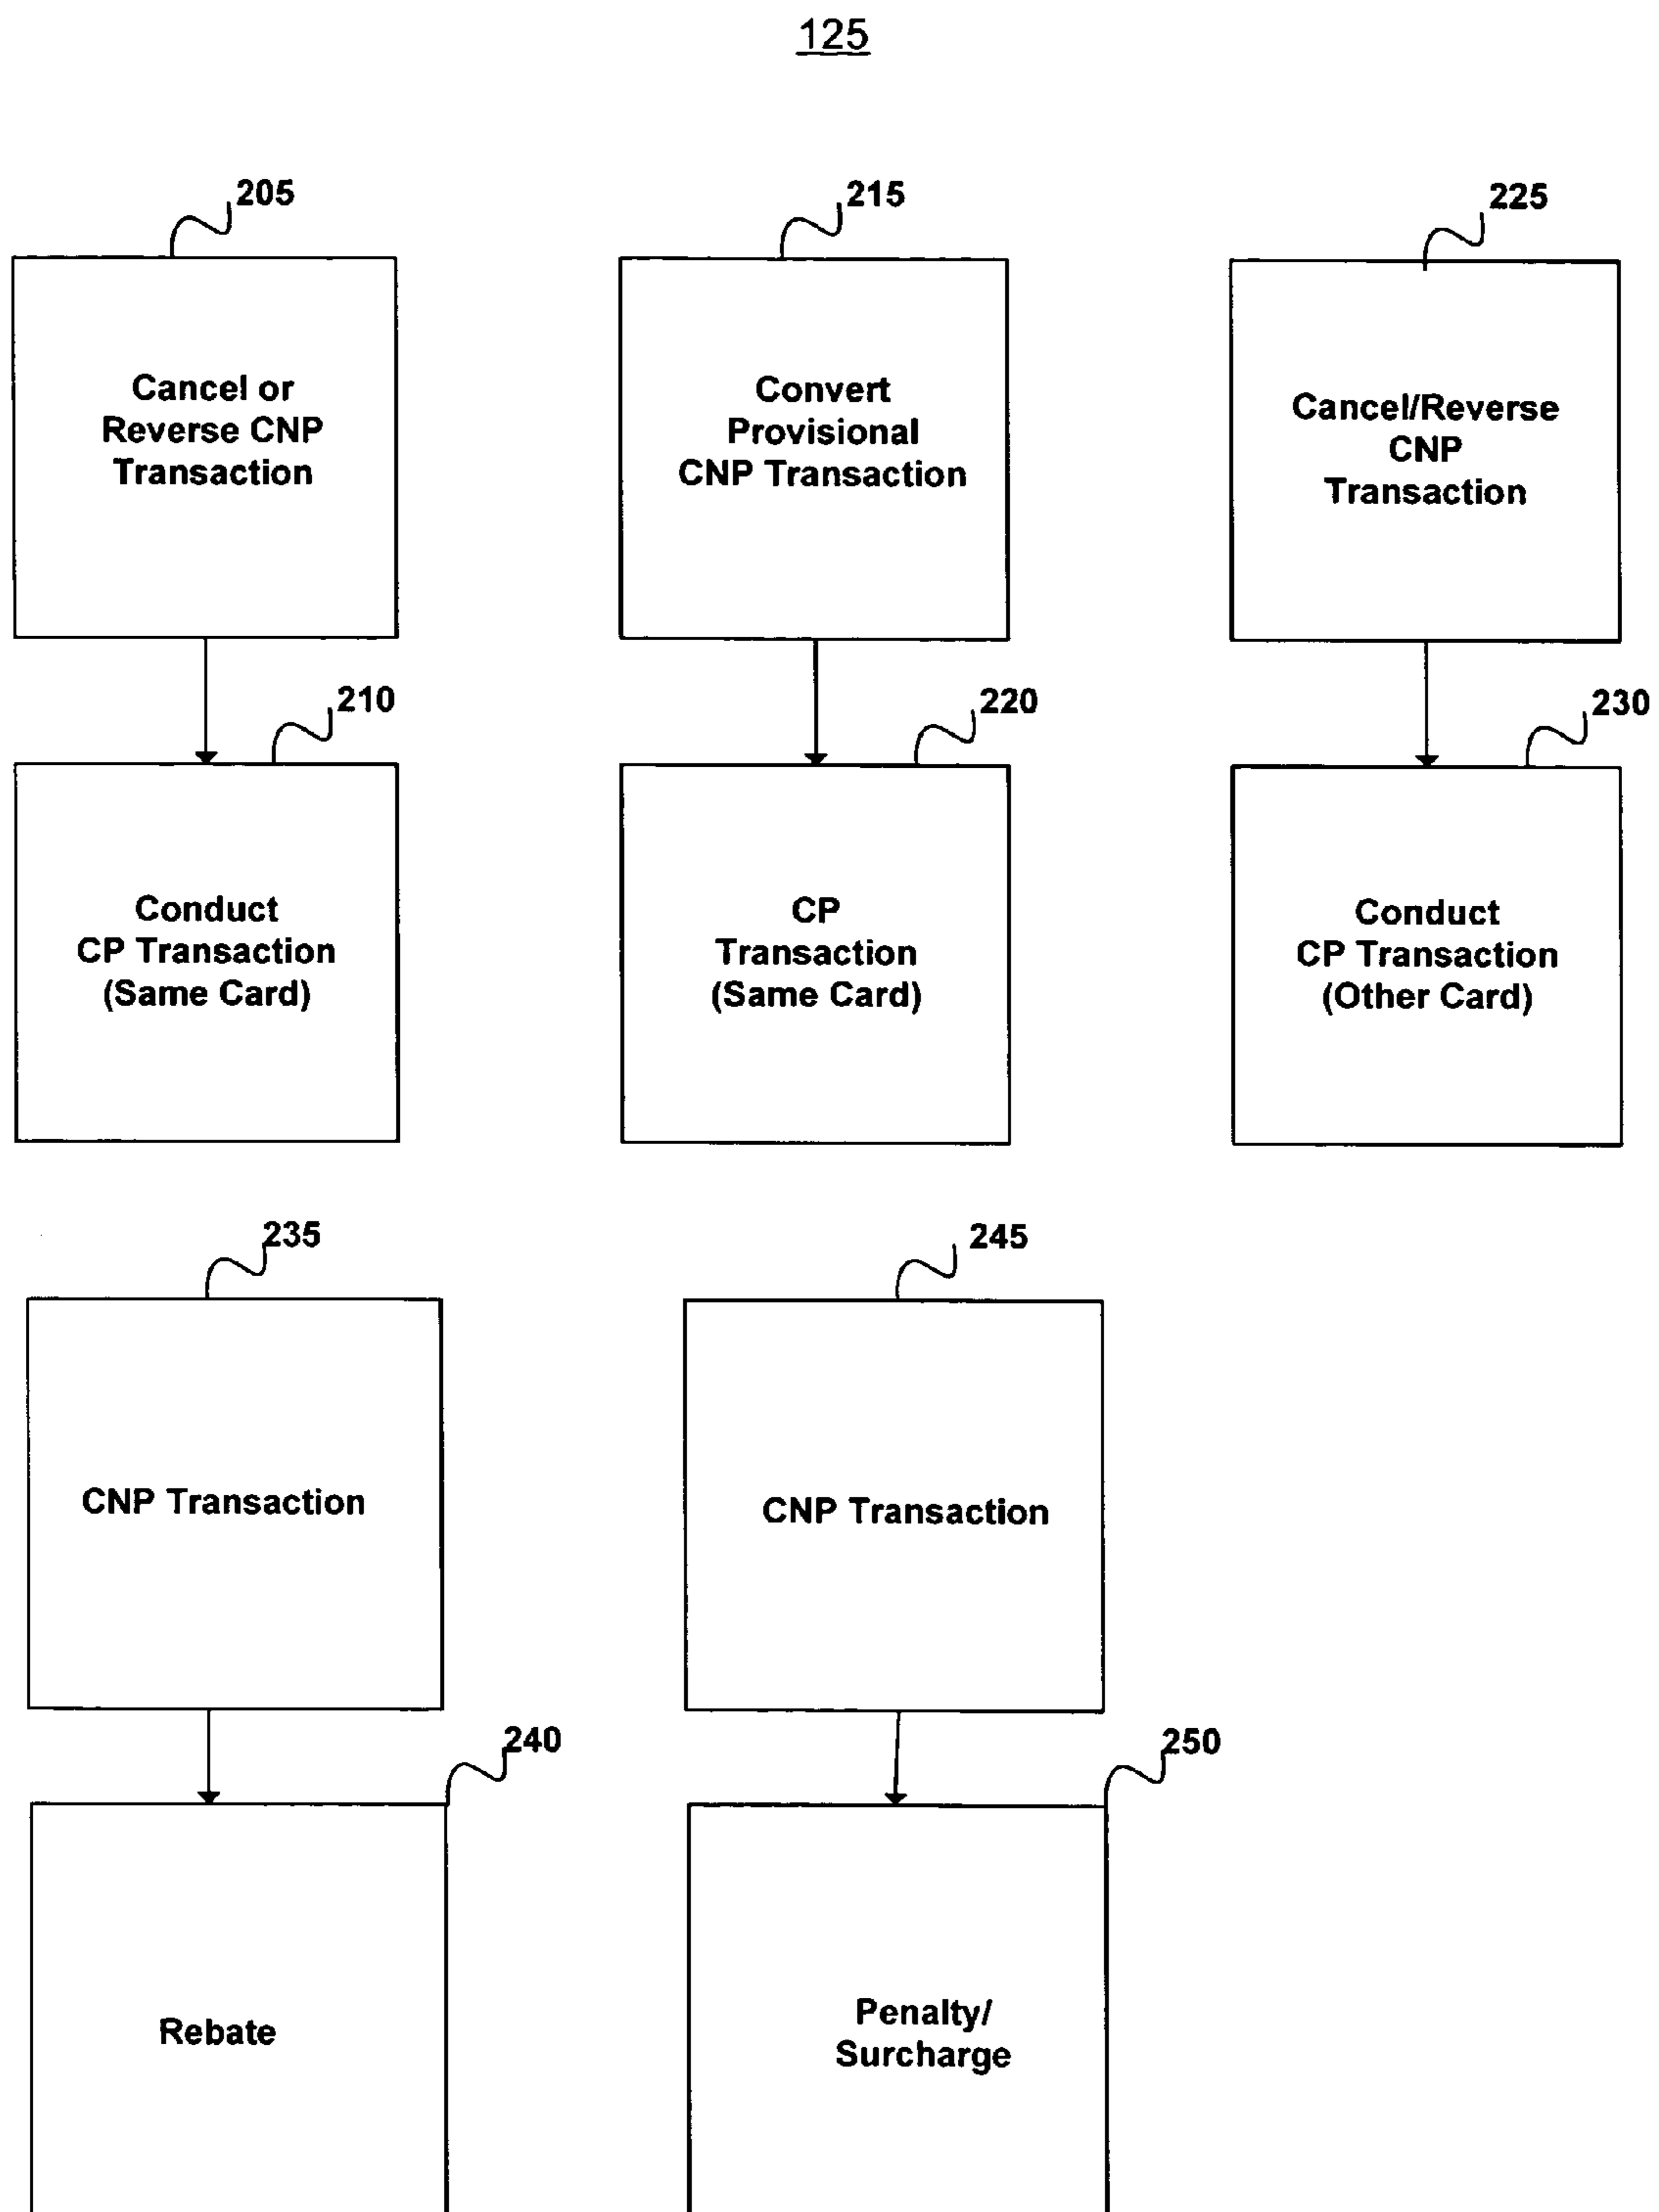 125
205
215
225
Cancel or
Reverse CNP
Transaction
Convert
Provisional
CNP Transaction
Cancel/Reverse
CNP
Transaction
210
220
230
Conduct
CP Transaction
(Same Card)
CP
Transaction
(Same Card)
Conduct
CP Transaction
(Other Card)
235
245
CNP Transaction
CNP Transaction
240
250
Rebate
Penalty/
Surcharge